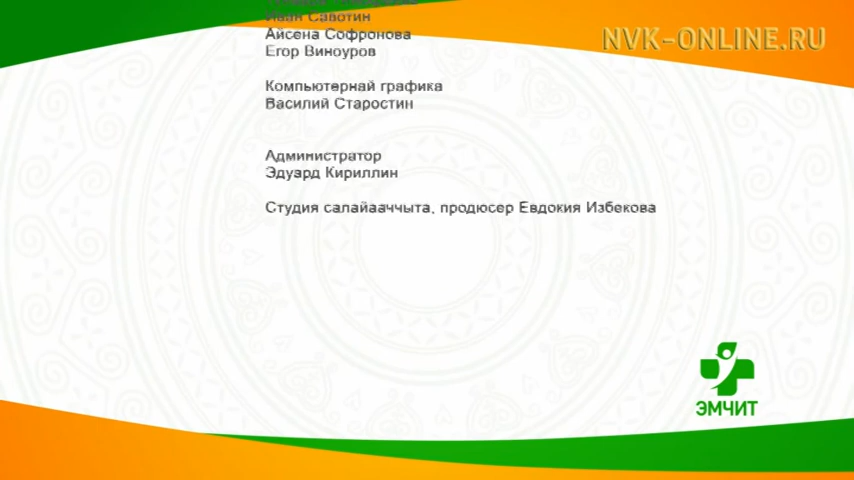 Иван Савотин
Айсена Софронова
Егор Виноуров
NVK-ONLINE.RU
Компьютернай графика
Василий Старостин
Администратор
Эдуард Кириллин
Студия салайааччыта, продюсер Евдокия Избекова
ЭМЧИТ